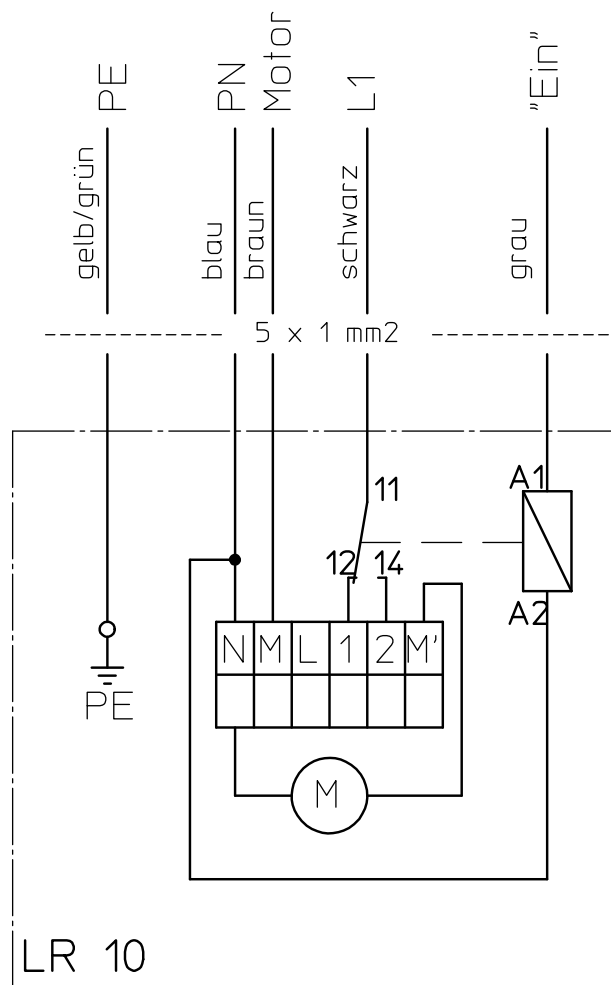 PE
PN
Motor
L1
"Ein"
gelb/grün
blau
braun
schwarz
grau
5 x 1 mm2
11
A1
12
14
A2
N M L 1 2 M'
PE
M
LR 10